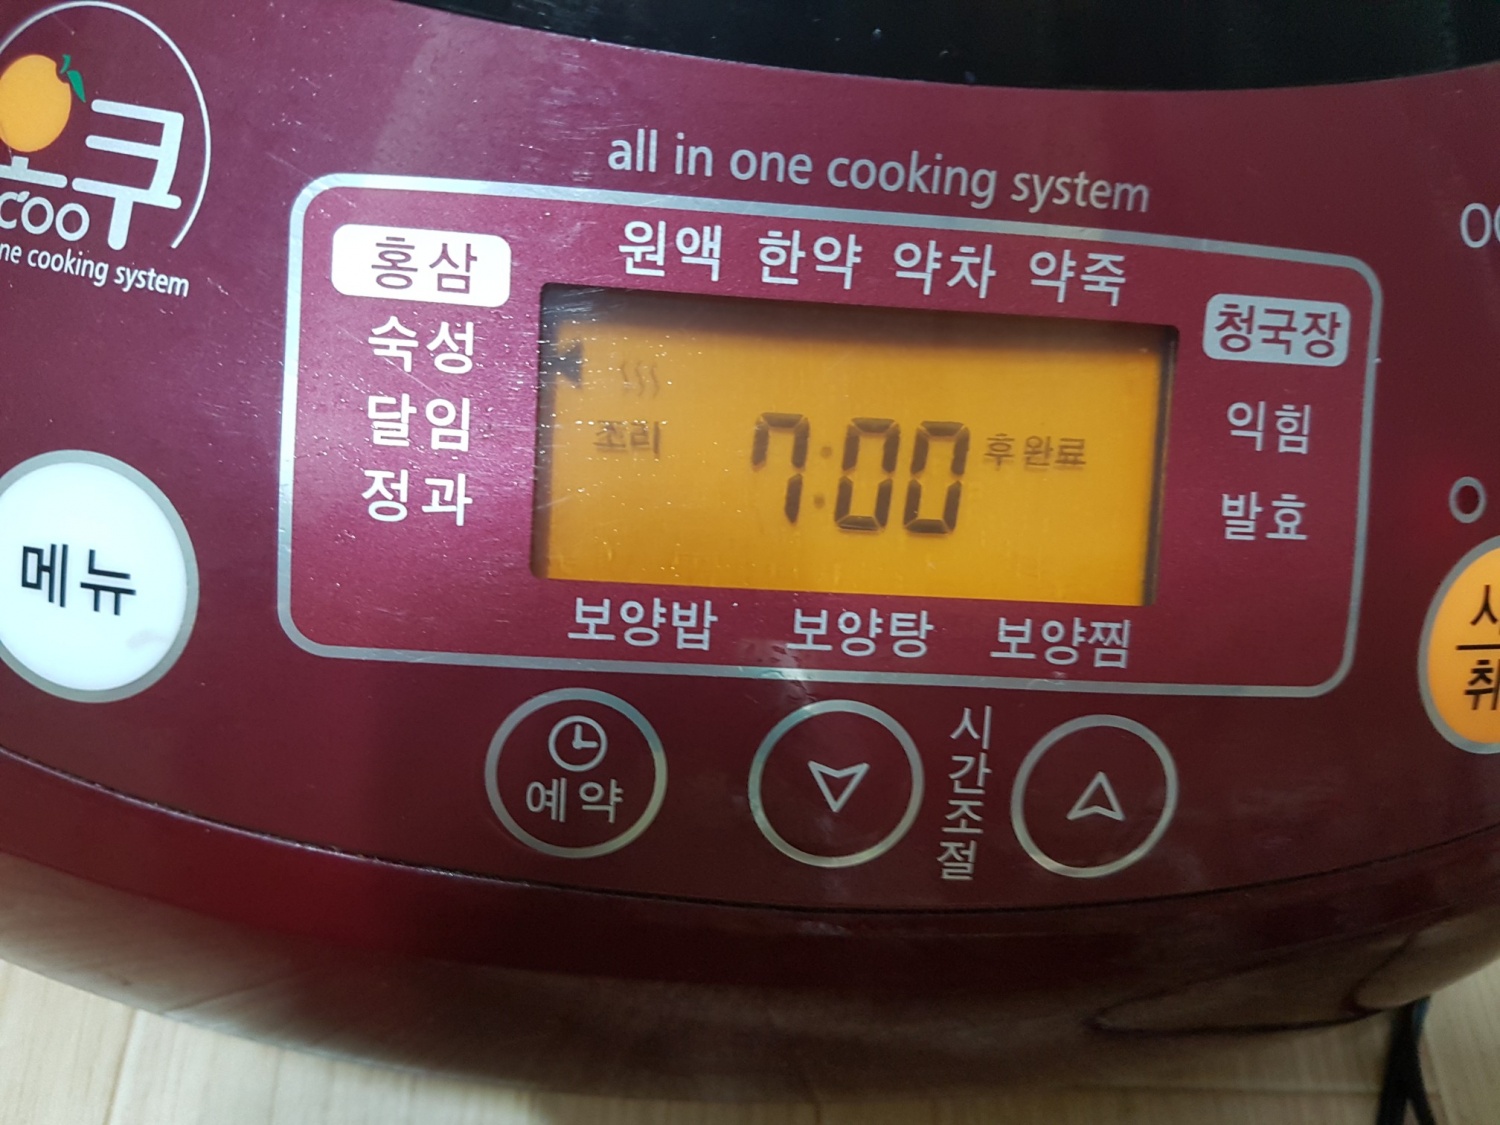 쿠
coo
ne cooking system
all in one cooking system
홍삼
숙성
달임
정과
원액 한약 약차 약죽
청국장
익힘
발효
조리
7:00 후완료
보양밥 보양탕 보양찜
메뉴
예약
시간조절